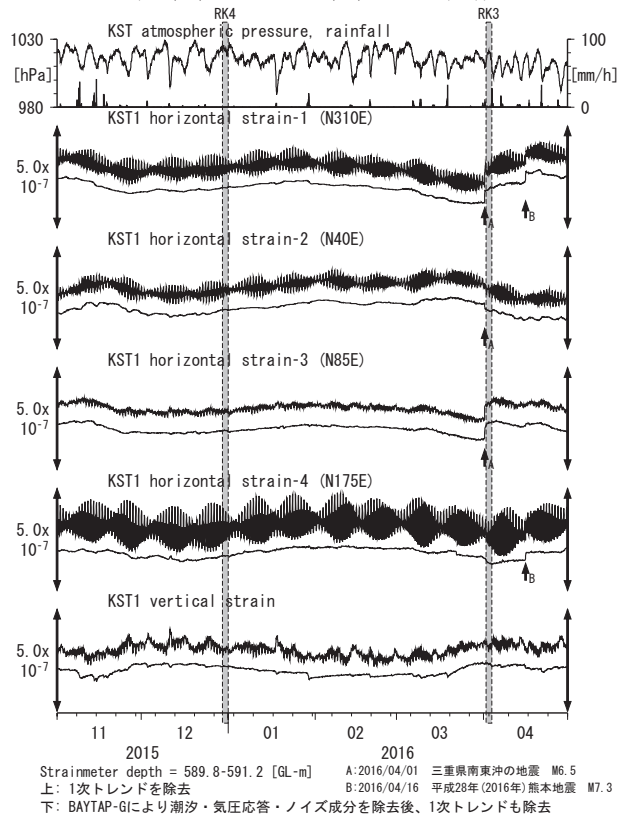 RK4 RK3
KST atmospheric pressure, rainfall
1030 100
[hPa] [mm/h]
980 0
KST1 horizontal strain-1 (N310E)
5.0x
10-7
A B
KST1 horizontal strain-2 (N40E)
5.0x
10-7
A
KST1 horizontal strain-3 (N85E)
5.0x
10-7
A
KST1 horizontal strain-4 (N175E)
5.0x
10-7
B
KST1 vertical strain
5.0x
10-7
11 12 01 02 03 04
2015 2016
Strainmeter depth = 589.8-591.2 [GL-m] A:2016/04/01 三重県南東沖の地震 M6.5
上: 1次トレンドを除去 B:2016/04/16 平成28年(2016年)熊本地震 M7.3
下: BAYTAP-Gにより潮汐・気圧応答・ノイズ成分を除去後、1次トレンドも除去